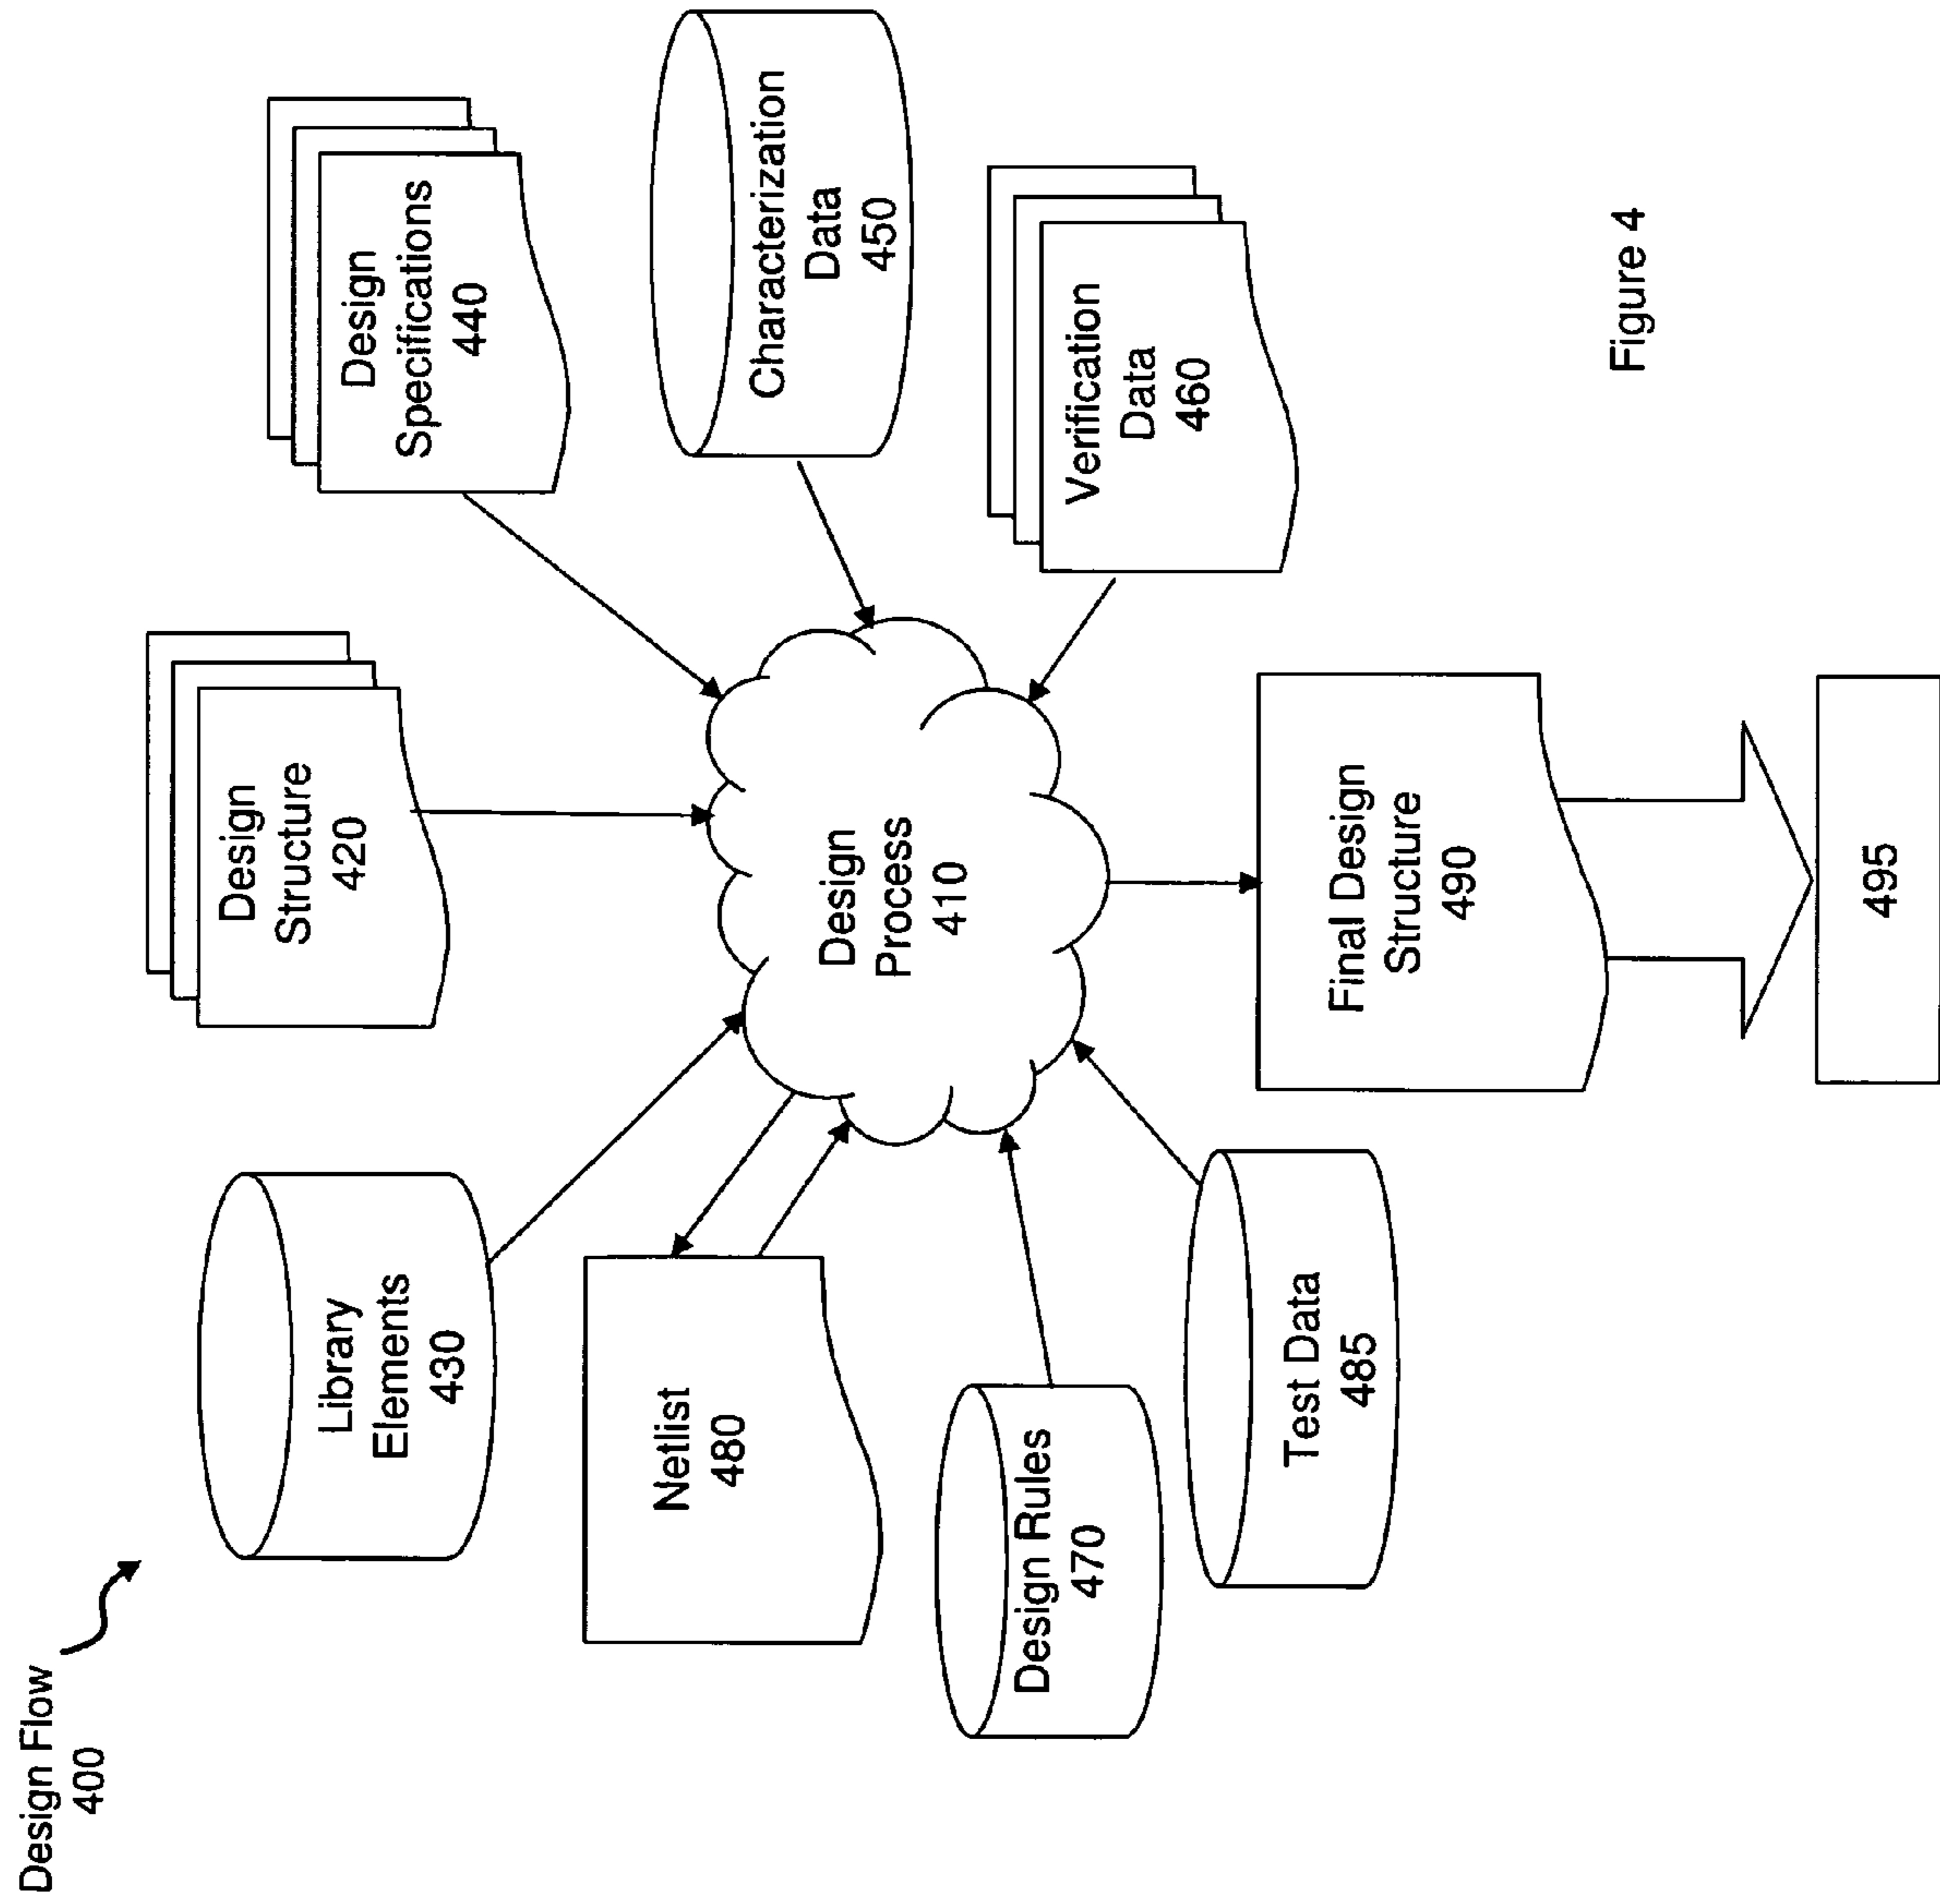 Design Flow
400
Library
Elements
430
Design
Structure
420
Design
Specifications
440
Netlist
480
Design
Process
410
Characterization
Data
450
Design Rules
470
Verification
Data
460
Test Data
485
Final Design
Structure
490
495
Figure 4